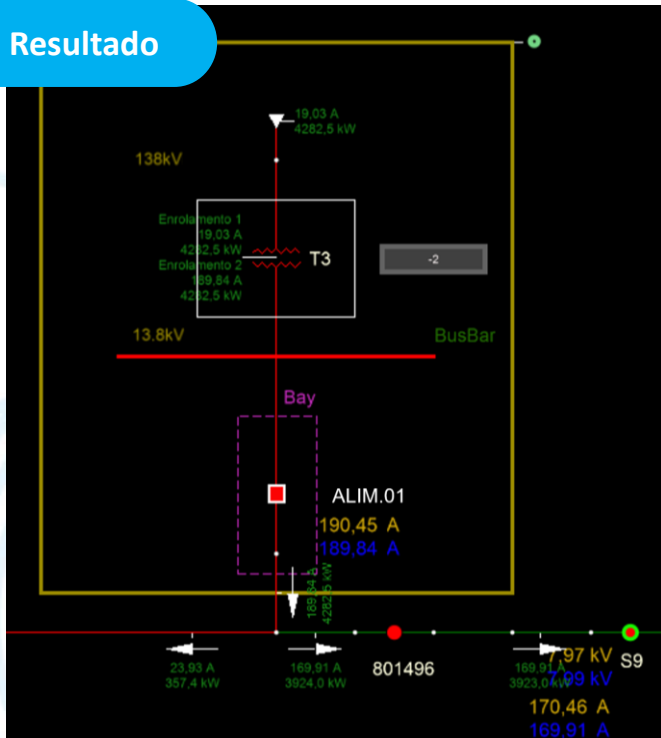 Resultado
19,03 A
4282,5 kW
138kV
Enrolamento 1
19,03 A
4282,5 kW
Enrolamento 2
189,84 A
4282,5 kW
T3
-2
13.8kV
BusBar
Bay
ALIM.01
190,45 A
189,84 A
189,84 A
4282,5 kW
23,93 A
357,4 kW
169,91 A
3924,0 kW
801496
169,91 A
3923,0 kW
7,97 kV
7,99 kV
S9
170,46 A
169,91 A